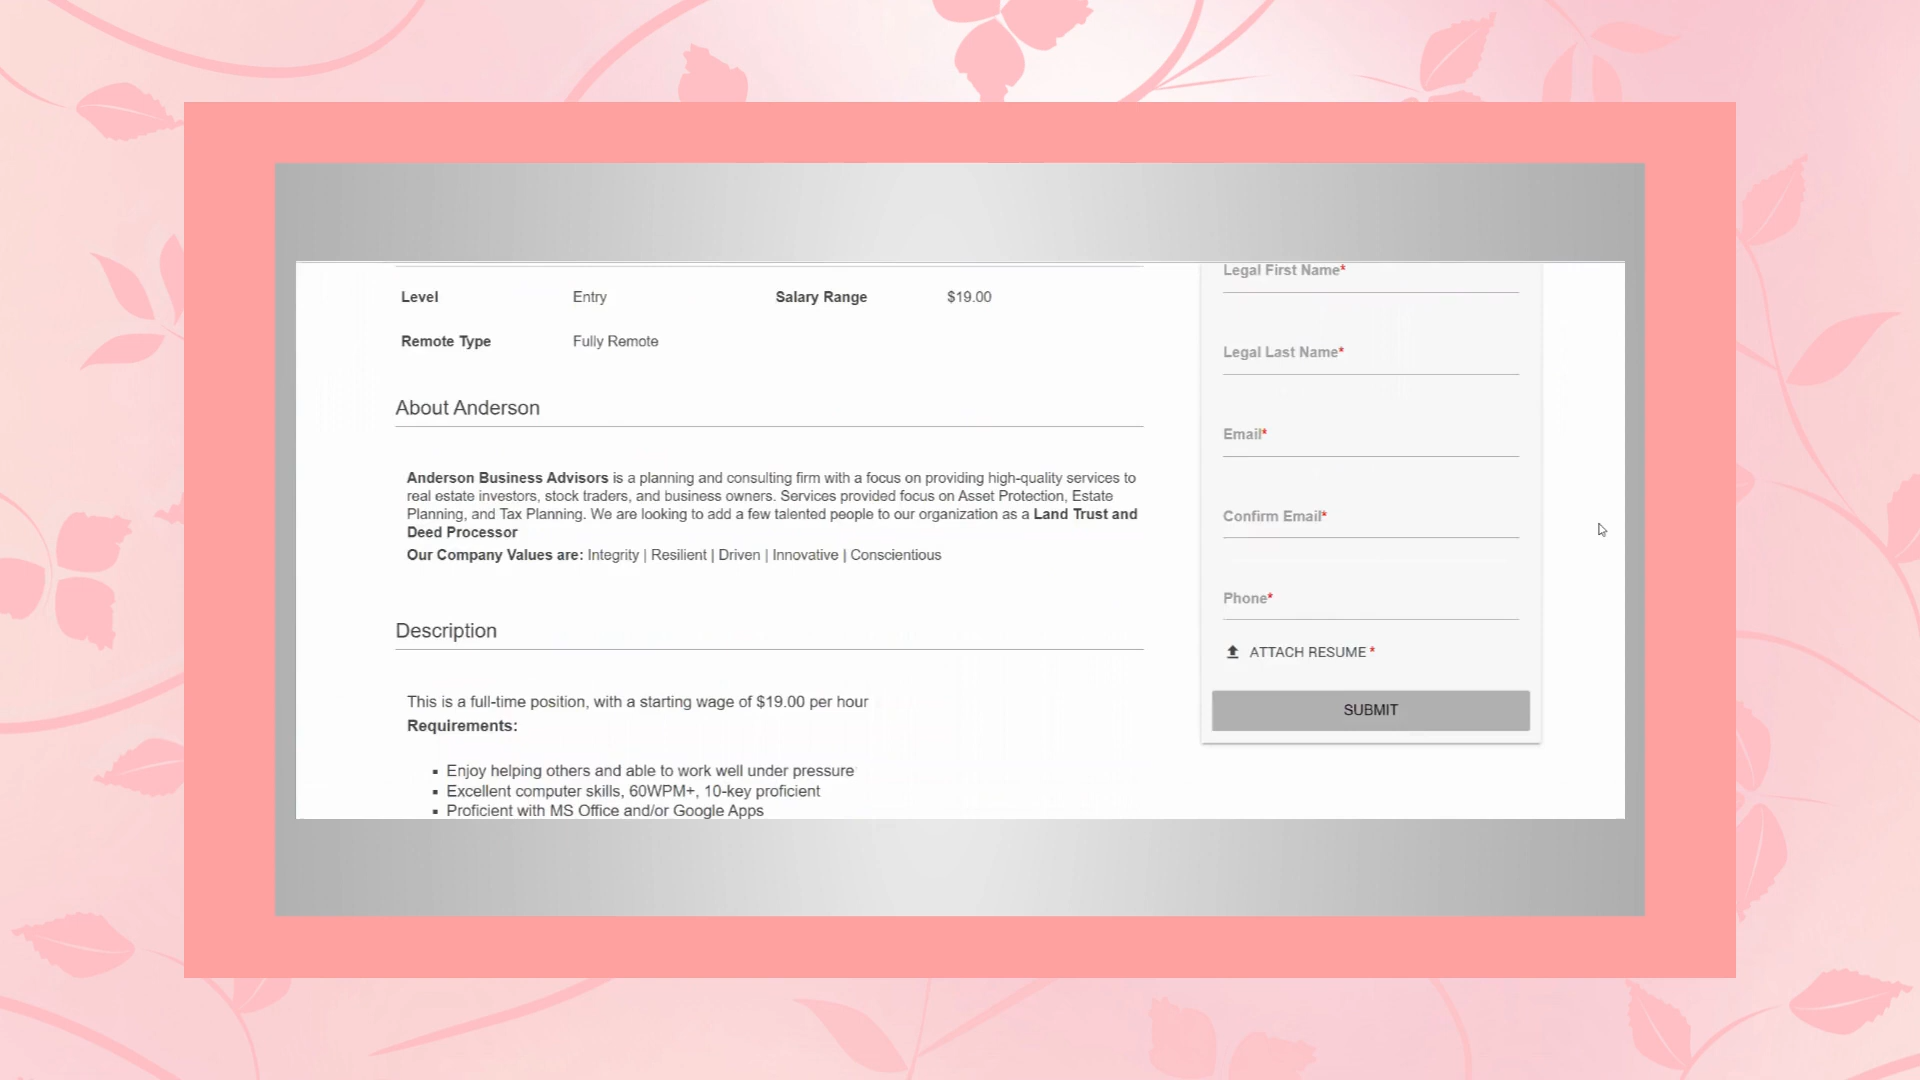 Level Entry Salary Range $19.00
Remote Type Fully Remote
About Anderson
Anderson Business Advisors is a planning and consulting firm with a focus on providing high-quality services to
real estate investors, stock traders, and business owners. Services provided focus on Asset Protection, Estate
Planning, and Tax Planning. We are looking to add a few talented people to our organization as a Land Trust and
Deed Processor
Our Company Values are: Integrity | Resilient | Driven | Innovative | Conscientious
Description
This is a full-time position, with a starting wage of $19.00 per hour
Requirements:
▪ Enjoy helping others and able to work well under pressure
▪ Excellent computer skills, 60WPM+, 10-key proficient
▪ Proficient with MS Office and/or Google Apps
Legal First Name*
Legal Last Name*
Email*
Confirm Email*
Phone*
ATTACH RESUME *
SUBMIT